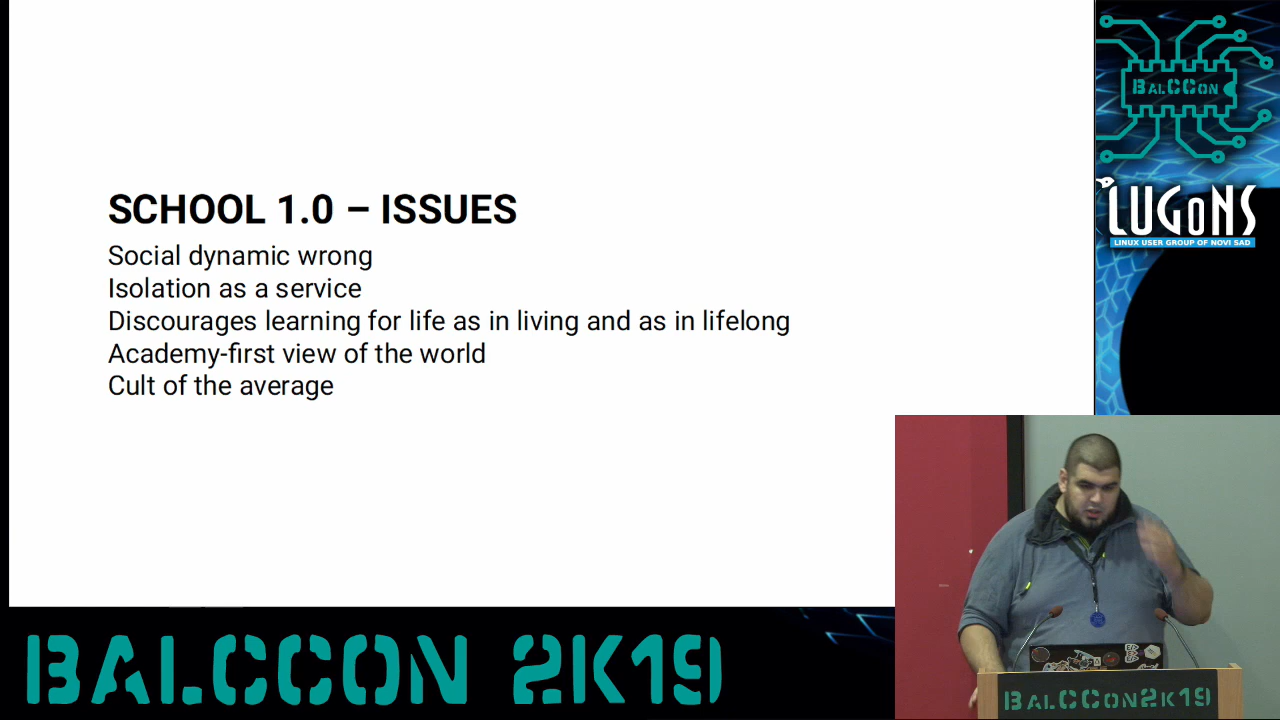 SCHOOL 1.0 – ISSUES
Social dynamic wrong
Isolation as a service
Discourages learning for life as in living and as in lifelong
Academy-first view of the world
Cult of the average
BALCCON
LUGONS
LINUX USER GROUP OF NOVI SAD
BALCCON 2K19
BALCCON2K19